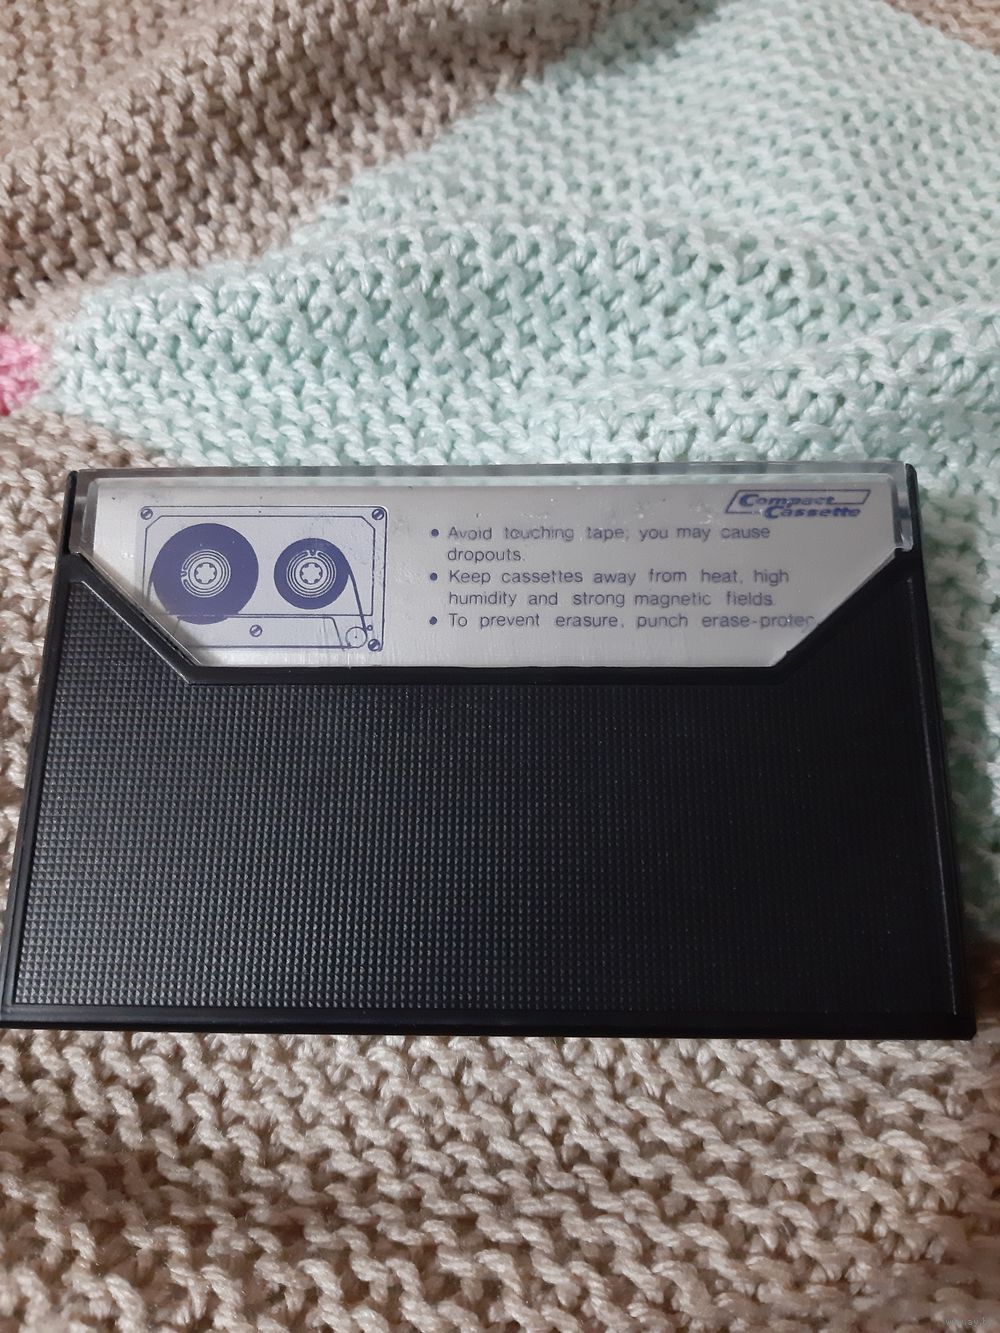 Compact
Cassette
• Avoid touching tape; you may cause
dropouts.
• Keep cassettes away from heat, high
humidity and strong magnetic fields.
• To prevent erasure, punch erase-protec